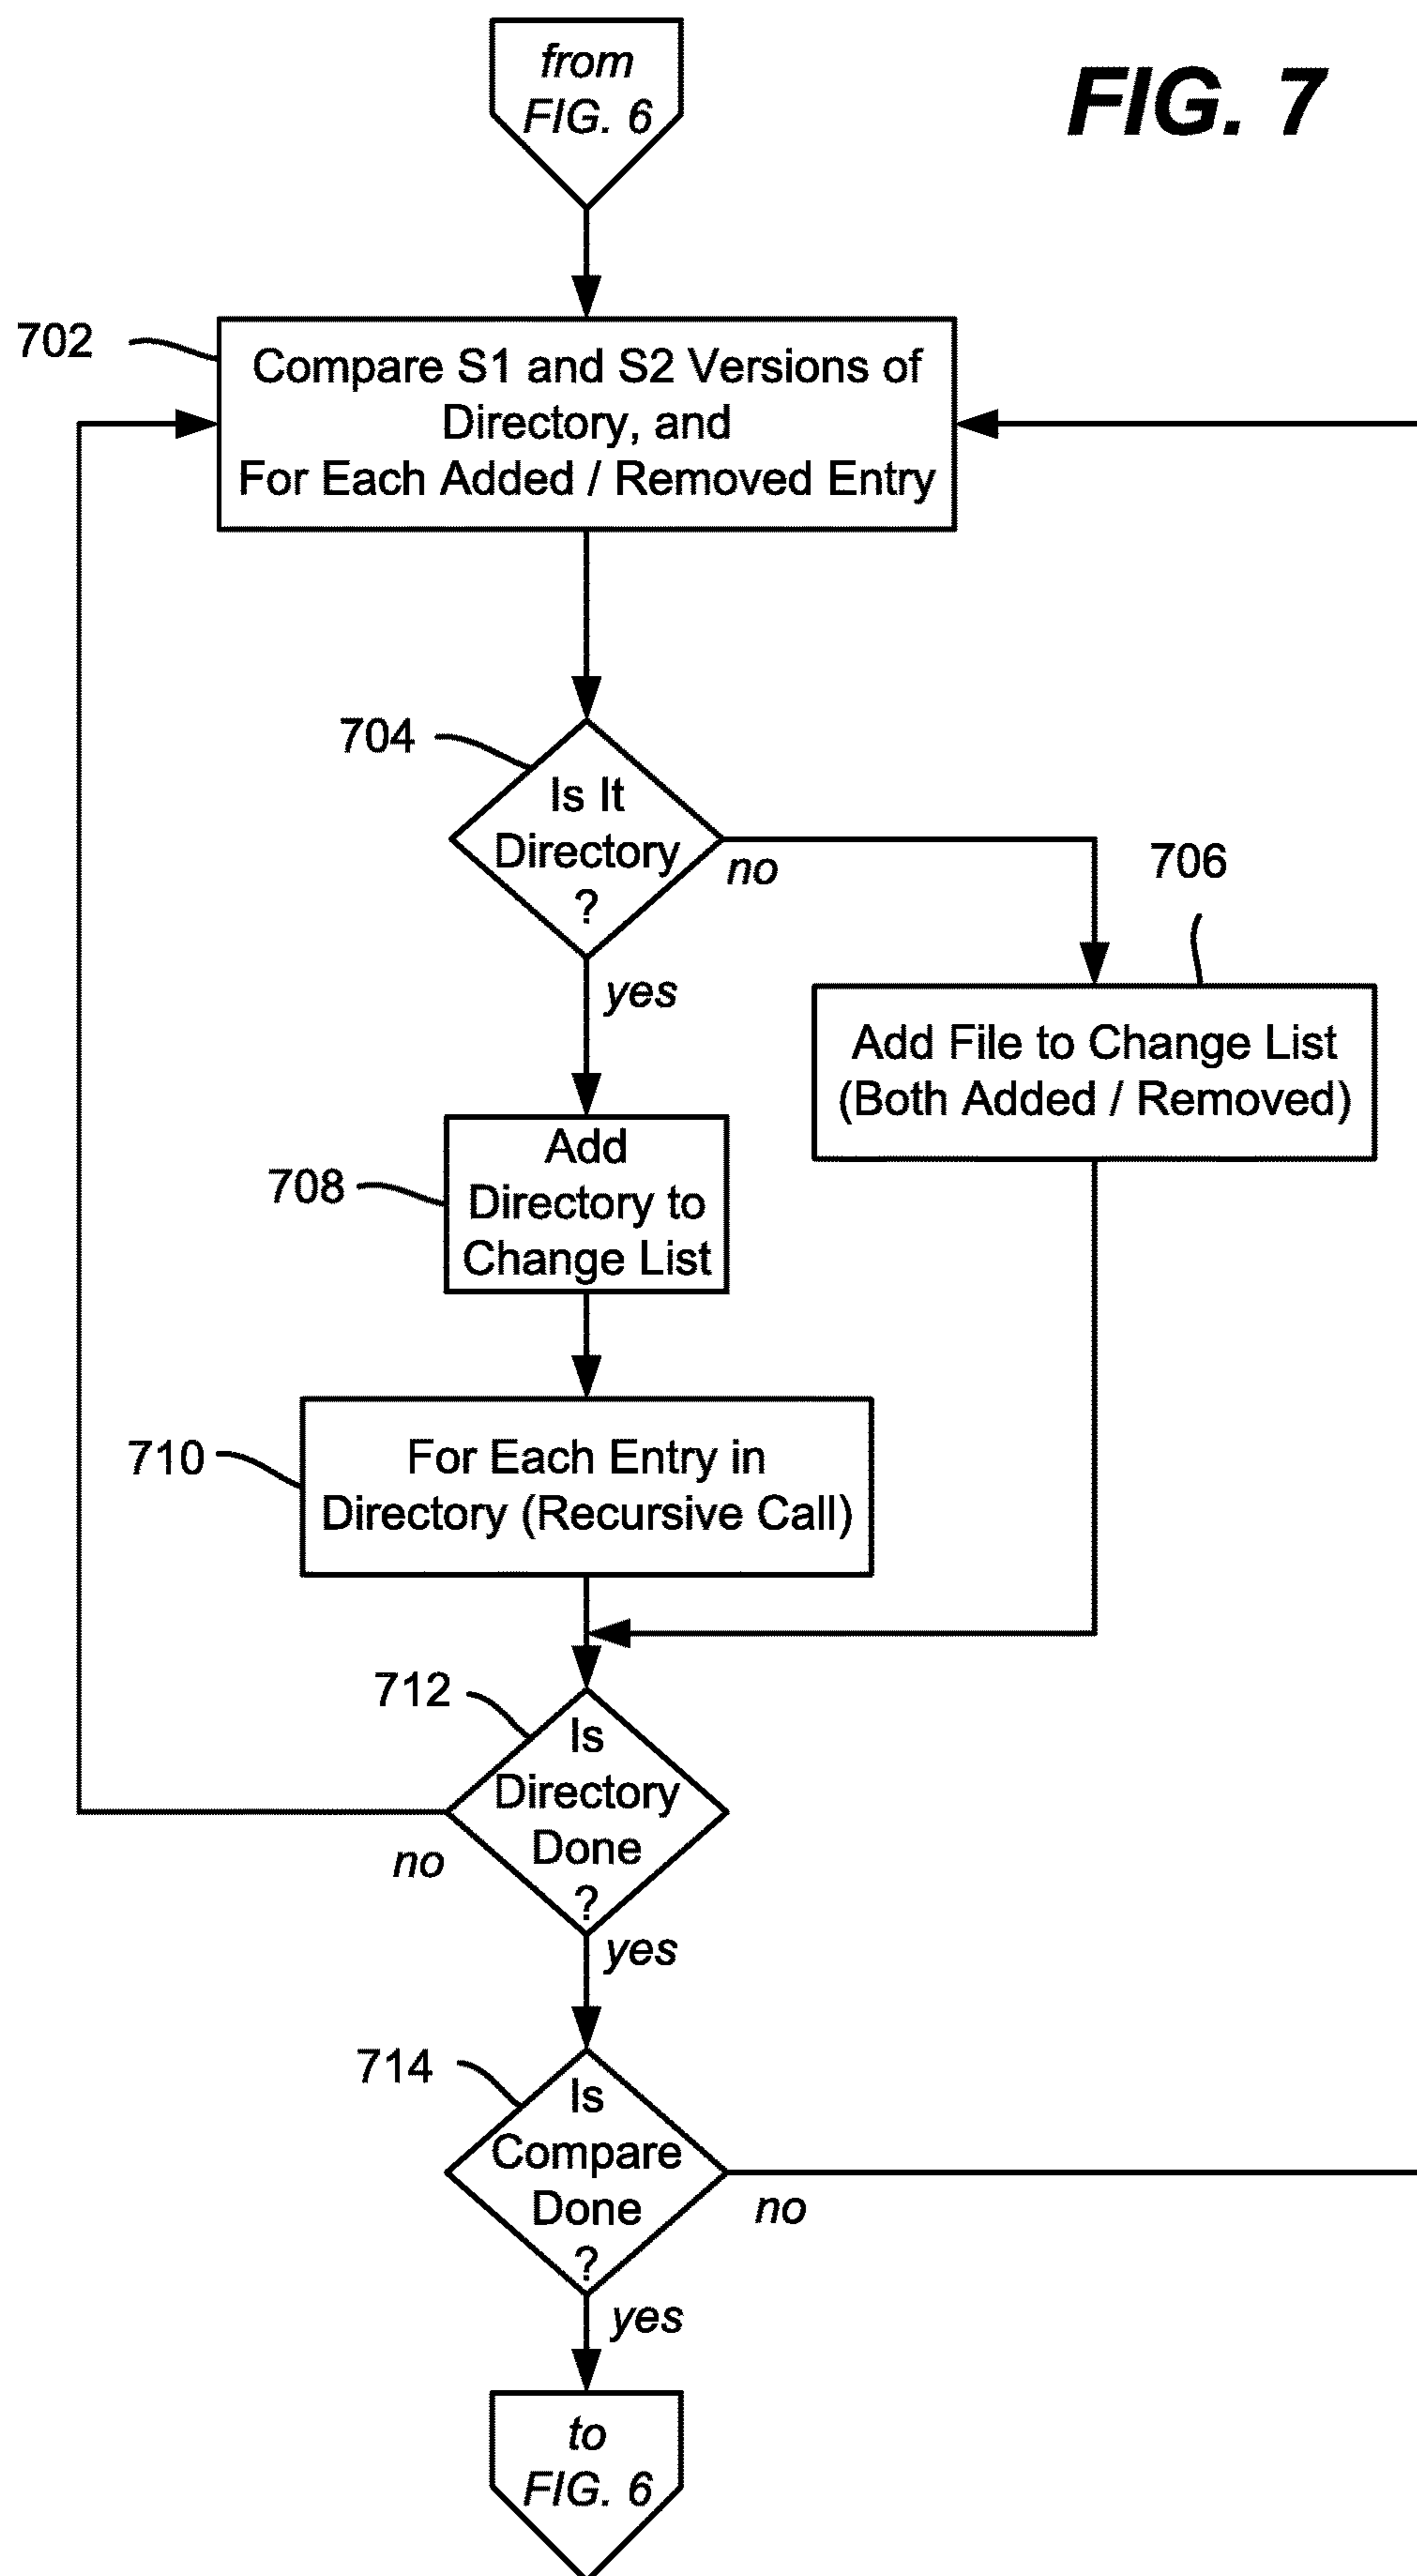 from
FIG. 6
FIG. 7
702
Compare S1 and S2 Versions of
Directory, and
For Each Added / Removed Entry
704
Is It
Directory
?
no
yes
706
Add File to Change List
(Both Added / Removed)
708
Add
Directory to
Change List
710
For Each Entry in
Directory (Recursive Call)
712
Is
Directory
Done
?
no
yes
714
Is
Compare
Done
?
no
yes
to
FIG. 6